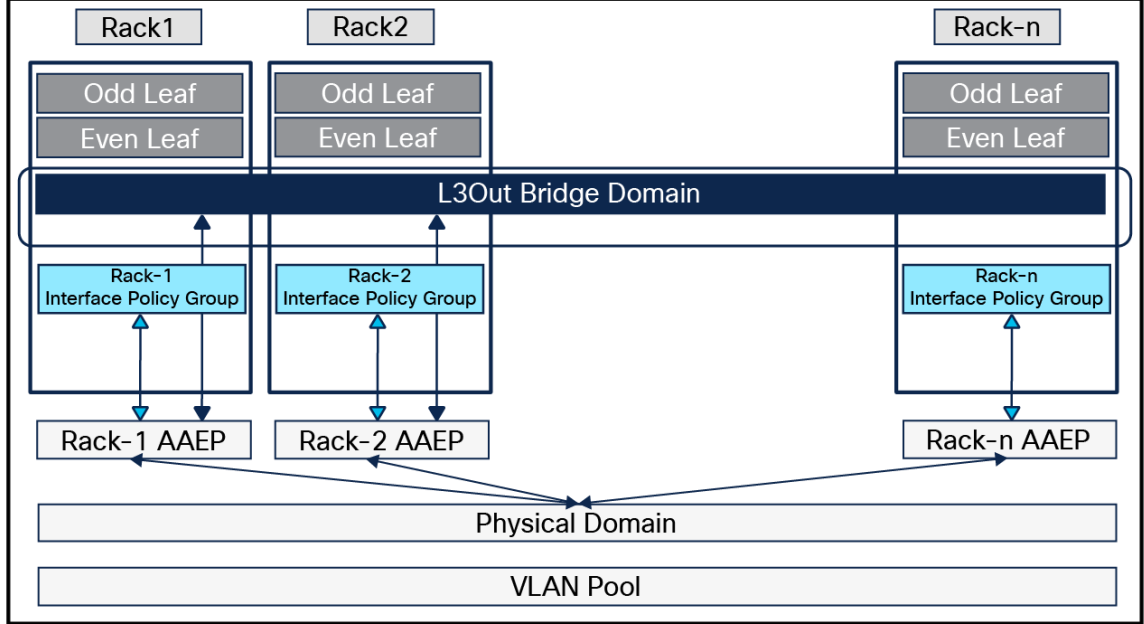 Rack1
Rack2
Rack-n
Odd Leaf
Odd Leaf
Odd Leaf
Even Leaf
Even Leaf
Even Leaf
L3Out Bridge Domain
Rack-1
Interface Policy Group
Rack-2
Interface Policy Group
Rack-n
Interface Policy Group
Rack-1 AAEP
Rack-2 AAEP
Rack-n AAEP
Physical Domain
VLAN Pool